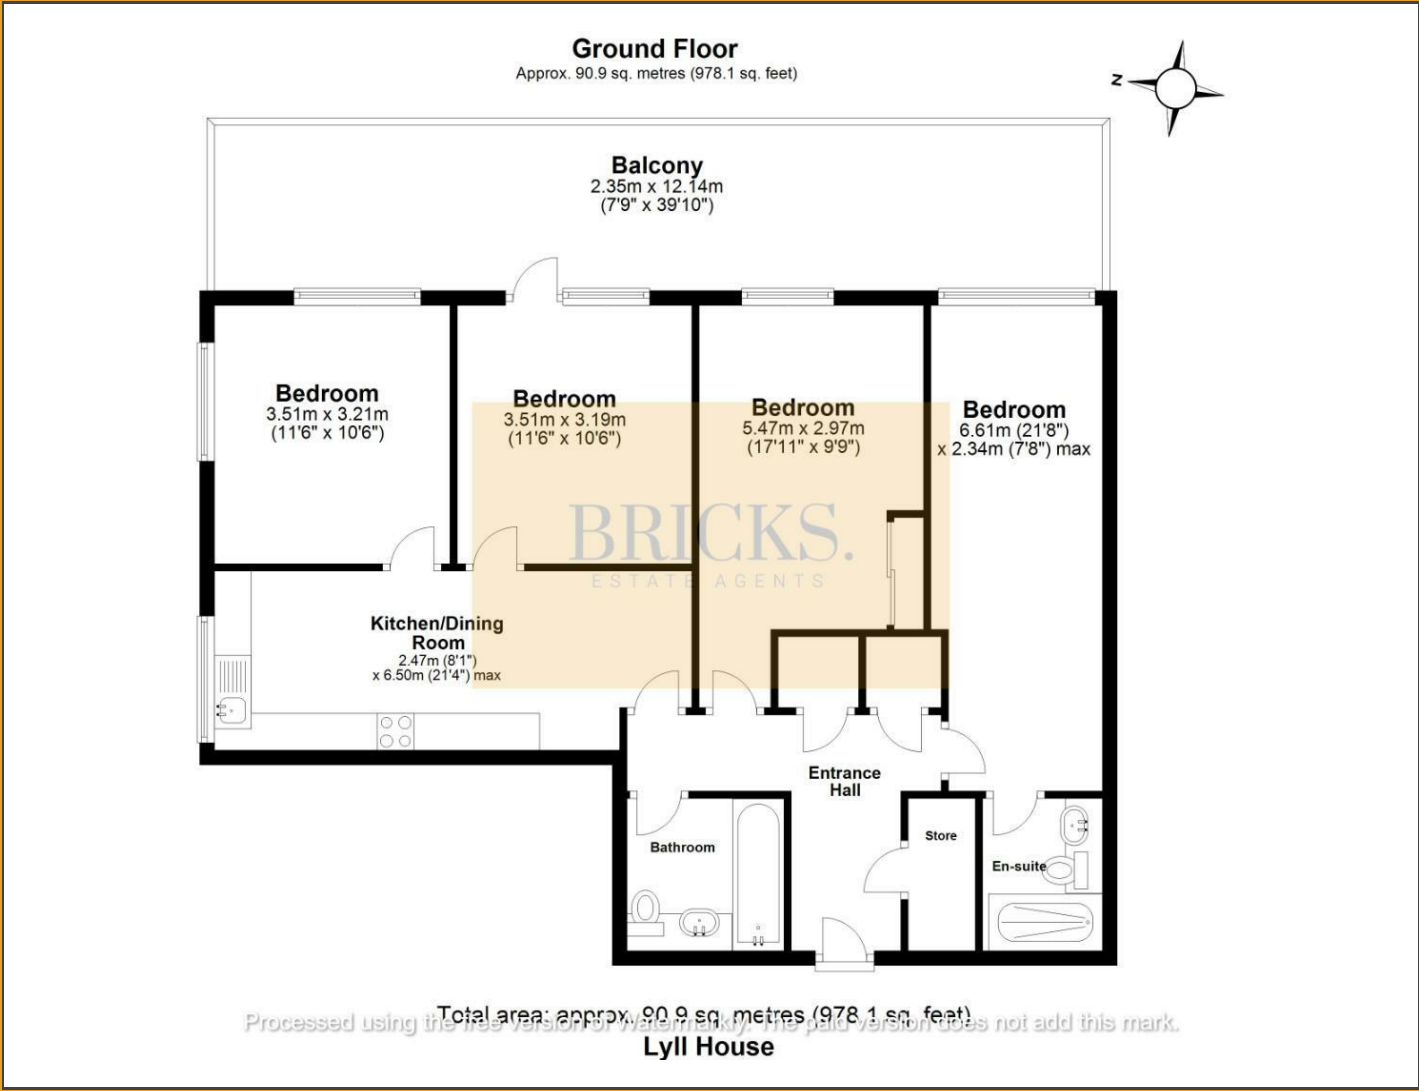 Ground Floor
Approx. 90.9 sq. metres (978.1 sq. feet)
N
Balcony
2.35m x 12.14m
(7'9" x 39'10")
Bedroom
3.51m x 3.21m
(11'6" x 10'6")
Bedroom
3.51m x 3.19m
(11'6" x 10'6")
Bedroom
5.47m x 2.97m
(17'11" x 9'9")
Bedroom
6.61m (21'8")
x 2.34m (7'8") max
BRICKS.
ESTATE AGENTS
Kitchen/Dining
Room
2.47m (8'1")
x 6.50m (21'4") max
Entrance
Hall
Store
Bathroom
En-suite
Total area: approx. 90.9 sq. metres (978.1 sq. feet)
Processed using the free version of Watermarkly. The paid version does not add this mark.
Lyll House